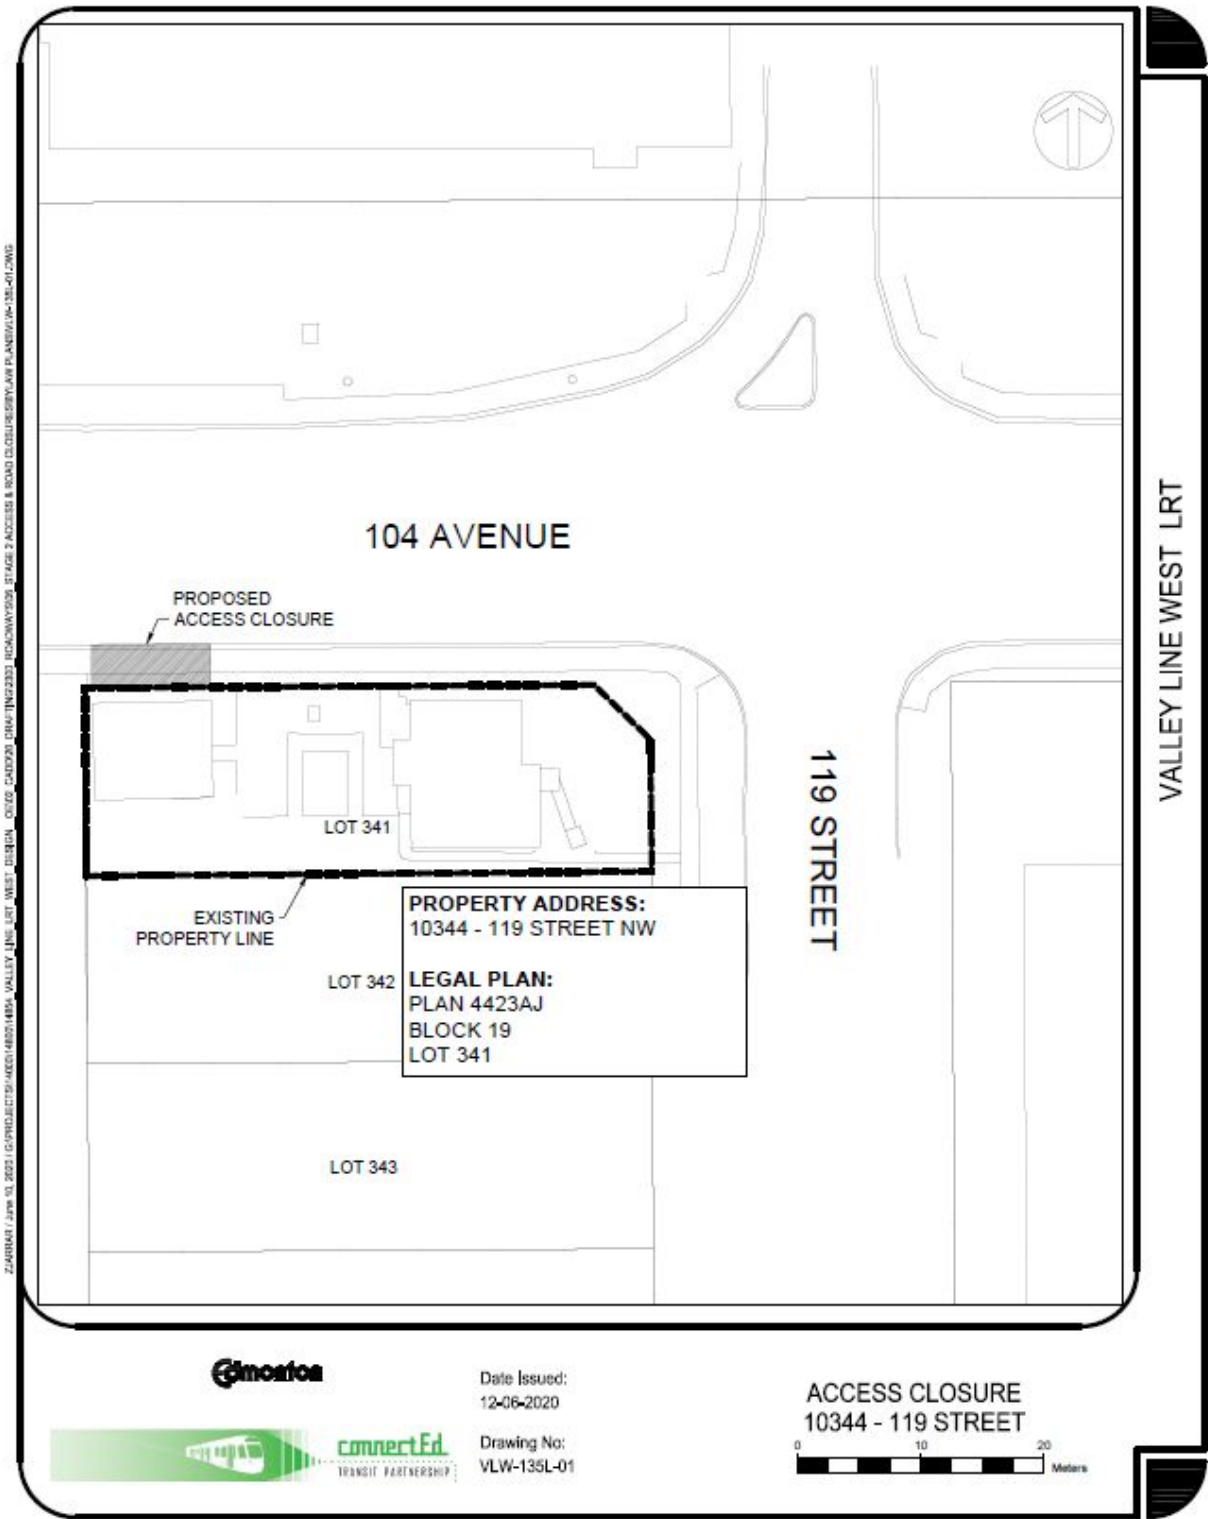 104 AVENUE
PROPOSED
ACCESS CLOSURE
119 STREET
LOT 341
EXISTING
PROPERTY LINE
PROPERTY ADDRESS:
10344 - 119 STREET NW
LEGAL PLAN:
PLAN 4423AJ
BLOCK 19
LOT 341
LOT 342
LOT 343
VALLEY LINE WEST LRT
Edmonton
connectEd
TRANSIT PARTNERSHIP
Date Issued:
12-06-2020
Drawing No:
VLW-135L-01
ACCESS CLOSURE
10344 - 119 STREET
0 10 20
Meters